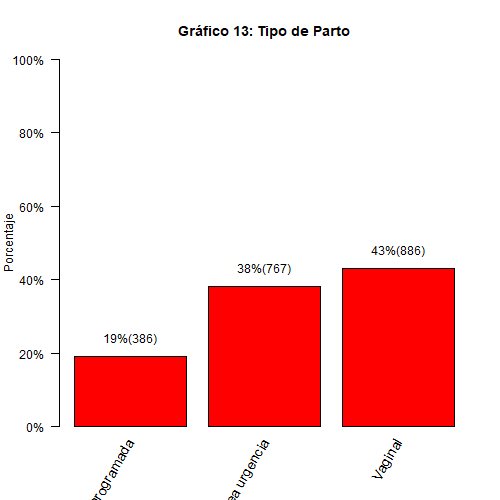 Gráfico 13: Tipo de Parto
Porcentaje
100%
80%
60%
40%
20%
0%
19%(386)
38%(767)
43%(886)
urgencia
Vaginal